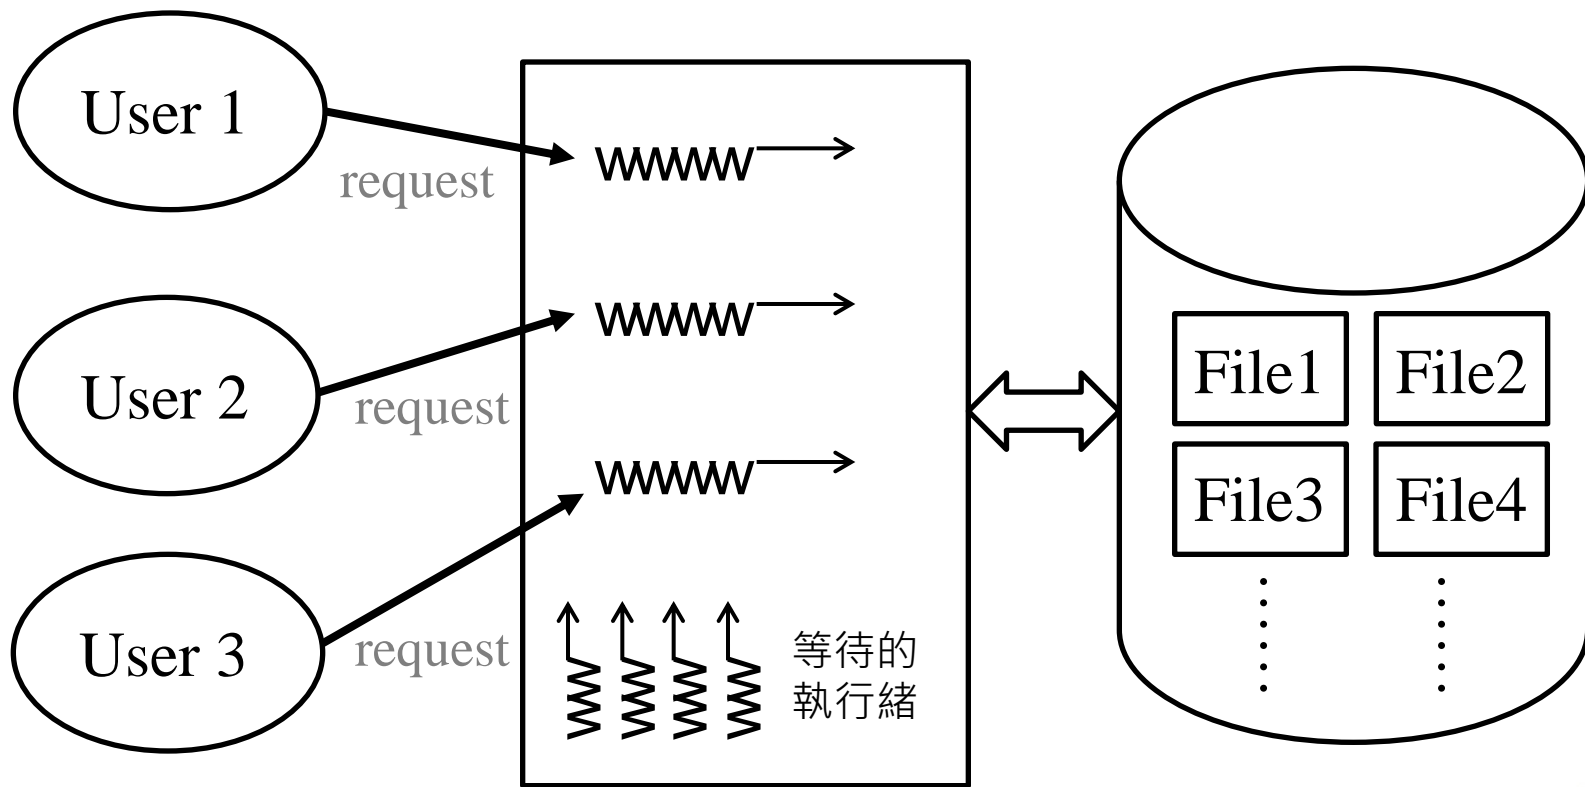 User 1
request
User 2
request
User 3
request
等待的
執行緒
File1
File2
File3
File4